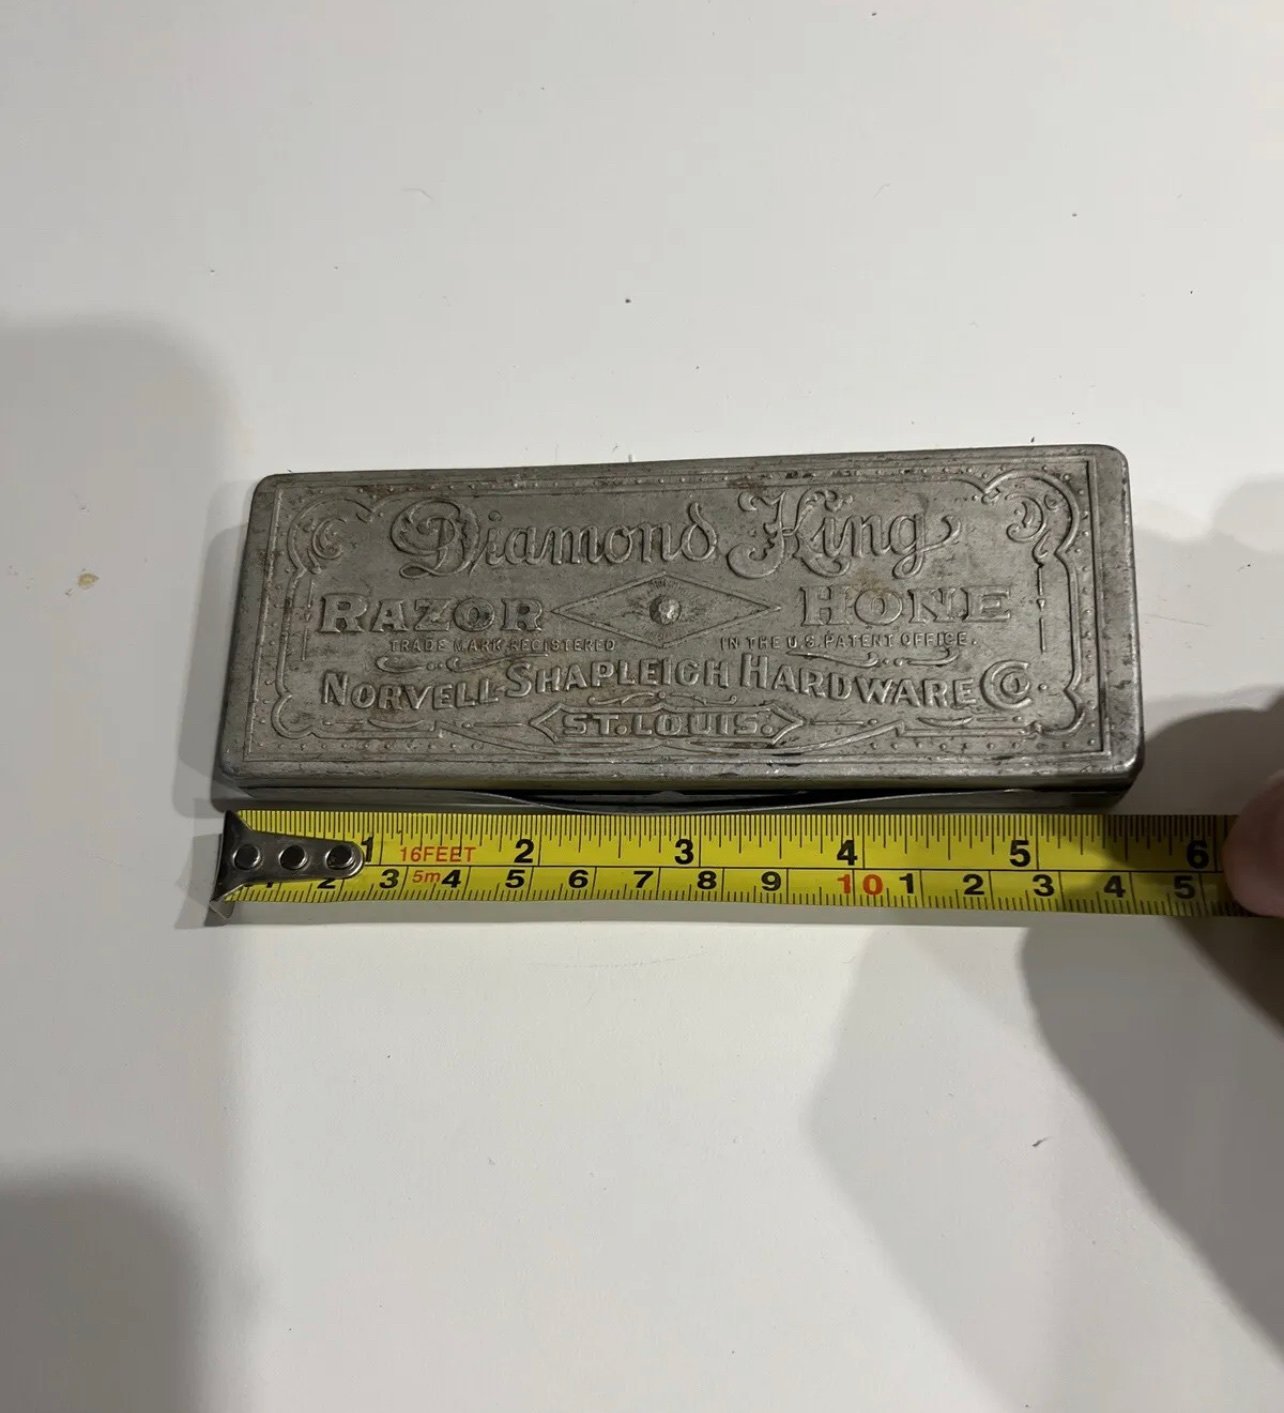 Diamond King
RAZOR HONE
TRADE MARK REGISTERED IN THE U.S. PATENT OFFICE.
NORVELL-SHAPLEIGH HARDWARE CO.
ST. LOUIS.
1 16FEET 2 3 4 5 6
1 2 3 5m 4 5 6 7 8 9 10 1 2 3 4 5